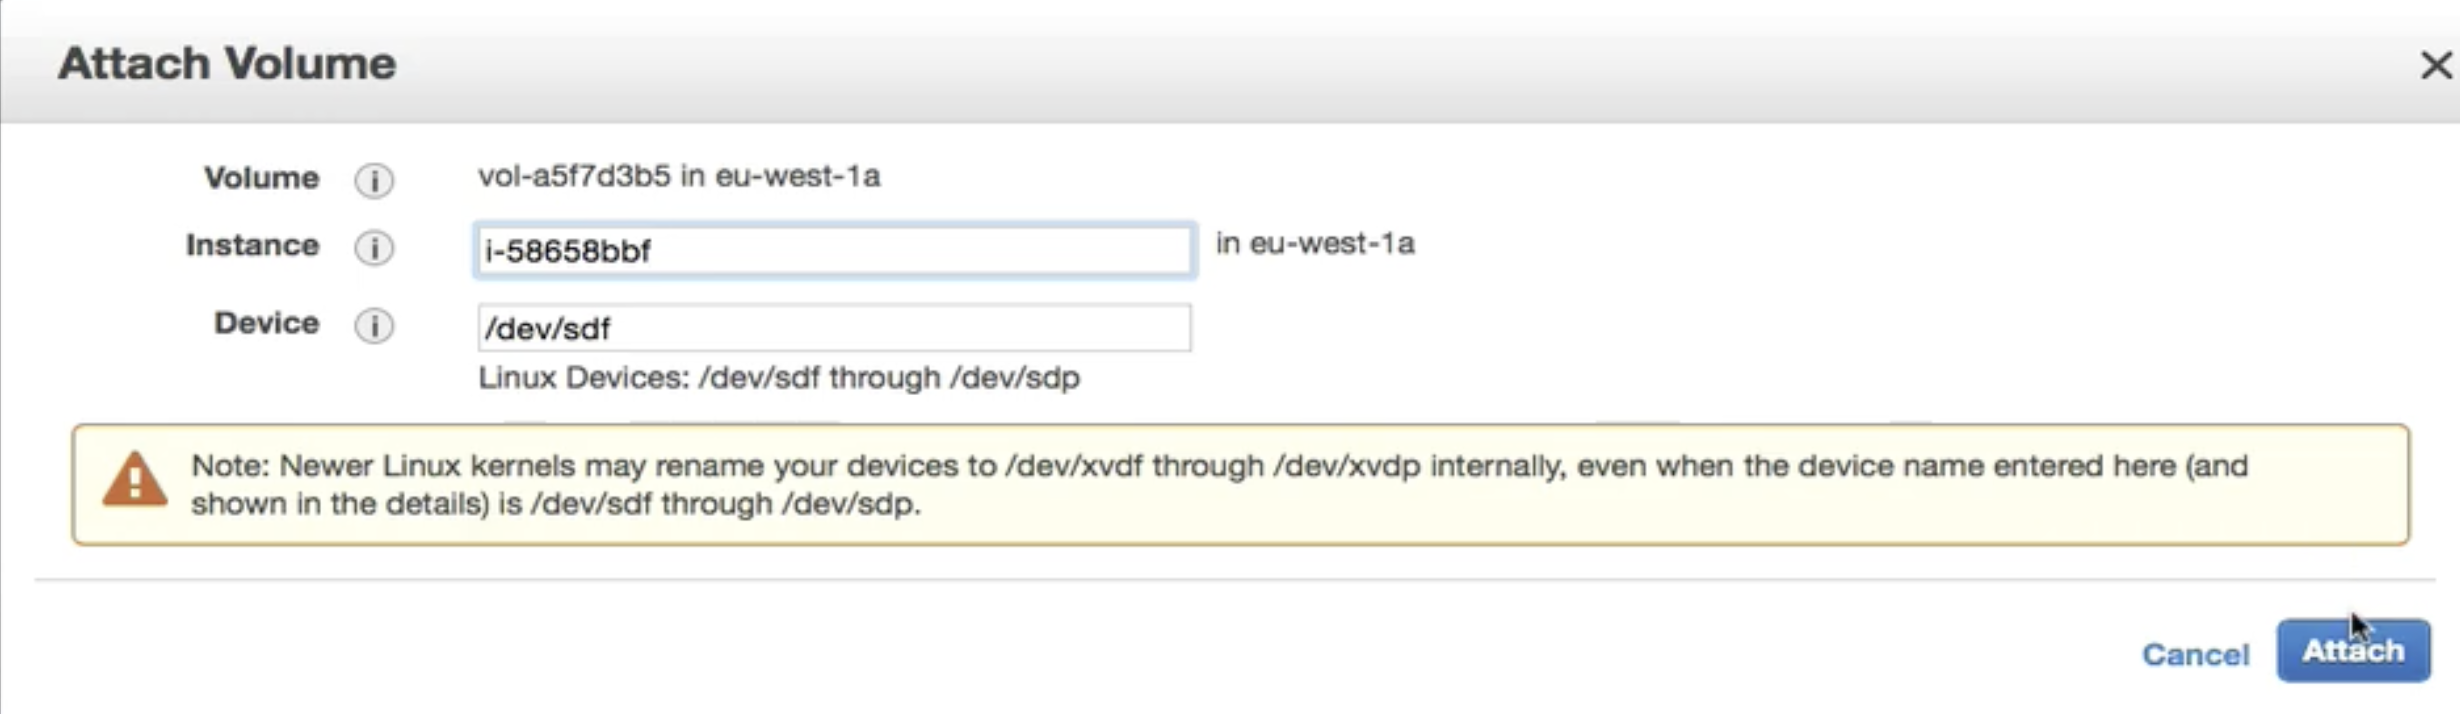 Attach Volume
Volume vol-a5f7d3b5 in eu-west-1a
Instance i-58658bbf in eu-west-1a
Device /dev/sdf
Linux Devices: /dev/sdf through /dev/sdp
Note: Newer Linux kernels may rename your devices to /dev/xvdf through /dev/xvdp internally, even when the device name entered here (and
shown in the details) is /dev/sdf through /dev/sdp.
Cancel Attach